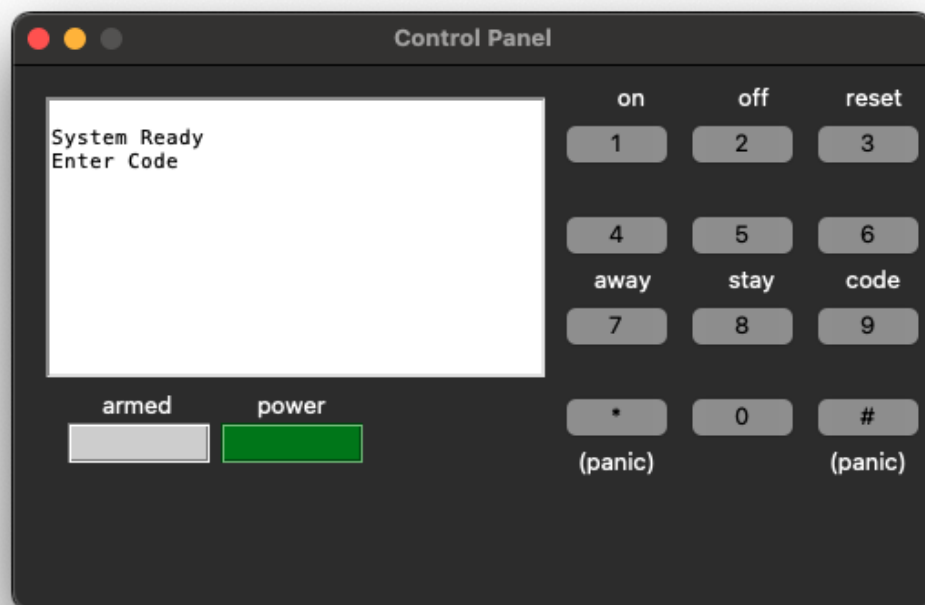 Control Panel
System Ready
Enter Code
on off reset
1 2 3
4 5 6
away stay code
7 8 9
* 0 #
(panic) (panic)
armed power